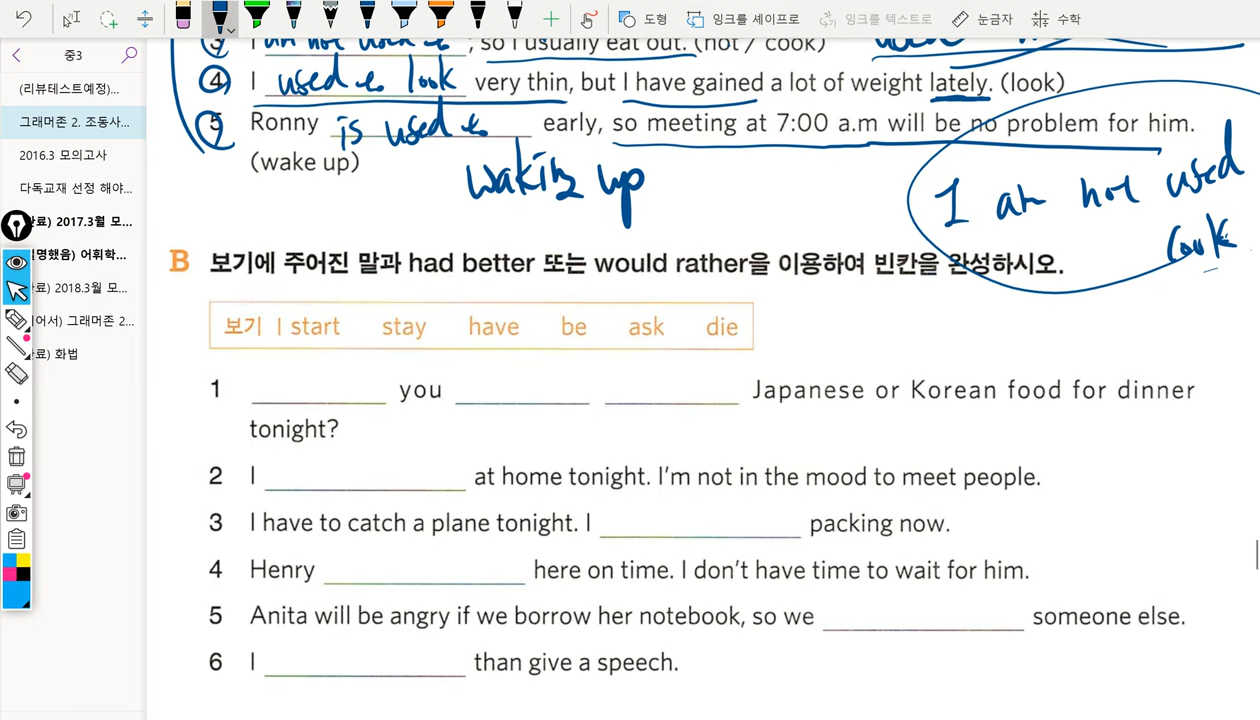 도형 잉크를 셰이프로 잉크를 텍스트로 눈금자 수학
중3
(리뷰테스트예정)...
그래머존 2. 조동사...
2016.3 모의고사
다독교재 선정 해야...
료) 2017.3월 모...
설명했음) 어휘학...
료) 2018.3월 모...
어서) 그래머존 2...
료) 화법
3 I am not used to, so I usually eat out. (not / cook) used
4 I used to look very thin, but I have gained a lot of weight lately. (look)
5 Ronny is used to early, so meeting at 7:00 a.m will be no problem for him.
(wake up)
waking up
I am not used
cook
B 보기에 주어진 말과 had better 또는 would rather을 이용하여 빈칸을 완성하시오.
보기 | start stay have be ask die
1 you Japanese or Korean food for dinner
tonight?
2 I at home tonight. I'm not in the mood to meet people.
3 I have to catch a plane tonight. I packing now.
4 Henry here on time. I don't have time to wait for him.
5 Anita will be angry if we borrow her notebook, so we someone else.
6 I than give a speech.